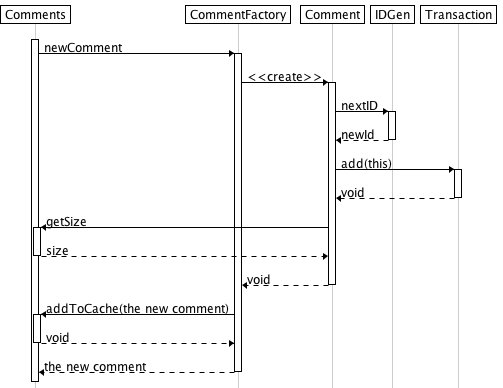 Comments
CommentFactory
Comment
IDGen
Transaction
newComment
<<create>>
nextID
newId
add(this)
void
getSize
size
void
addToCache(the new comment)
void
the new comment